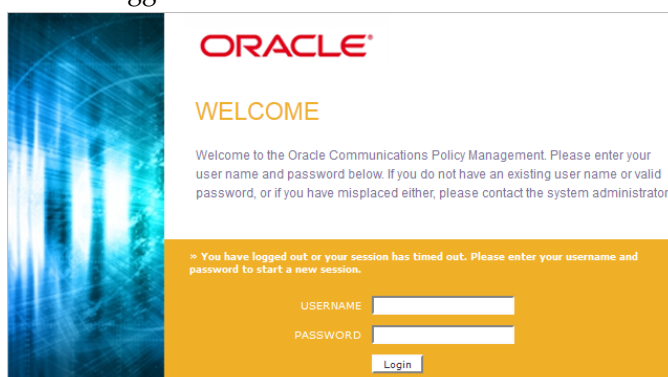 ORACLE®
WELCOME
Welcome to the Oracle Communications Policy Management. Please enter your
user name and password below. If you do not have an existing user name or valid
password, or if you have misplaced either, please contact the system administrator
» You have logged out or your session has timed out. Please enter your username and
password to start a new session.
USERNAME
PASSWORD
Login